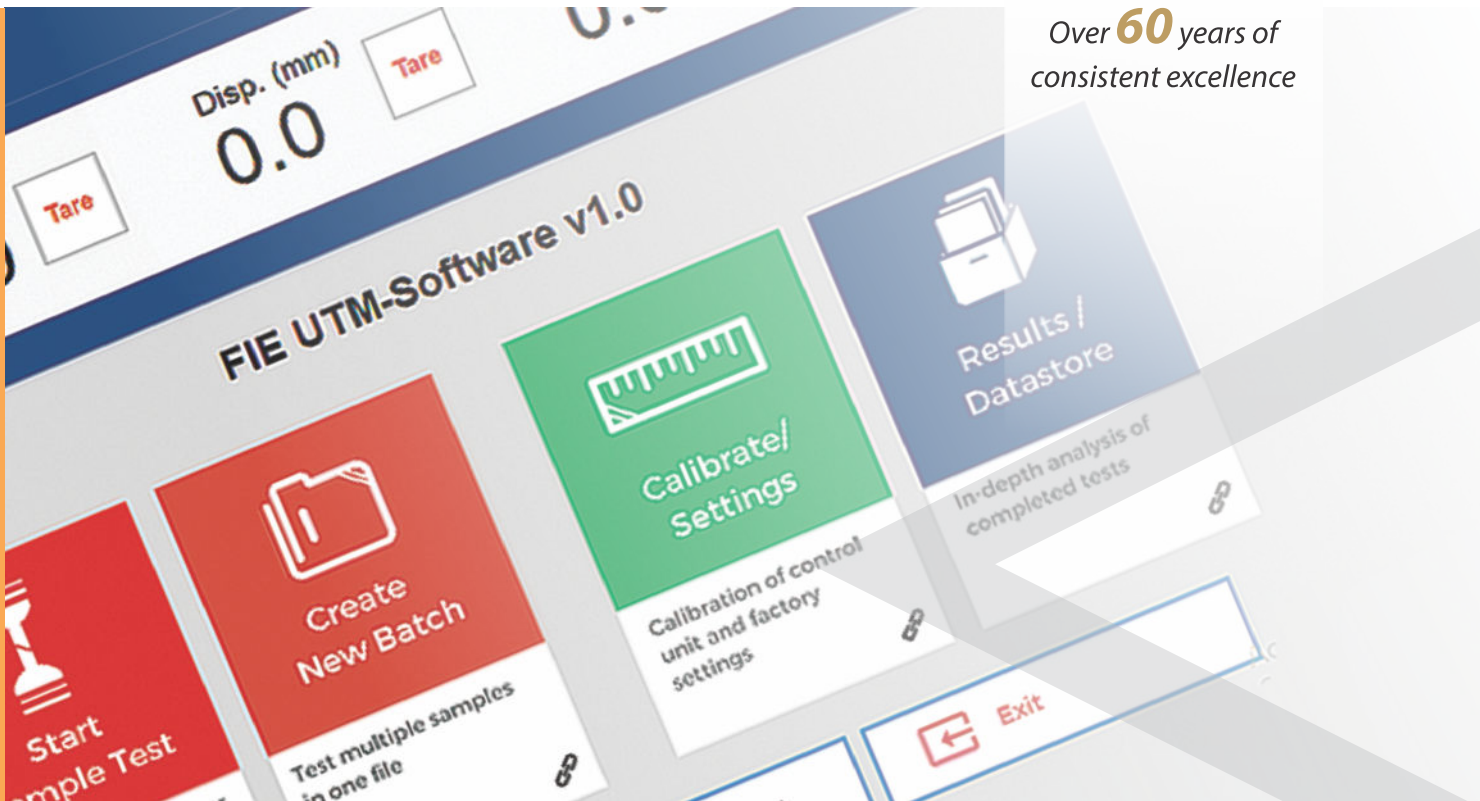 Over 60 years of
consistent excellence
Disp. (mm)
0.0
Tare
Tare
FIE UTM-Software v1.0
Start
Test
Create
New Batch
Test multiple samples
in one file
Calibrate/
Settings
Calibration of control
unit and factory
settings
Results /
Datastore
In-depth analysis of
completed tests
Exit